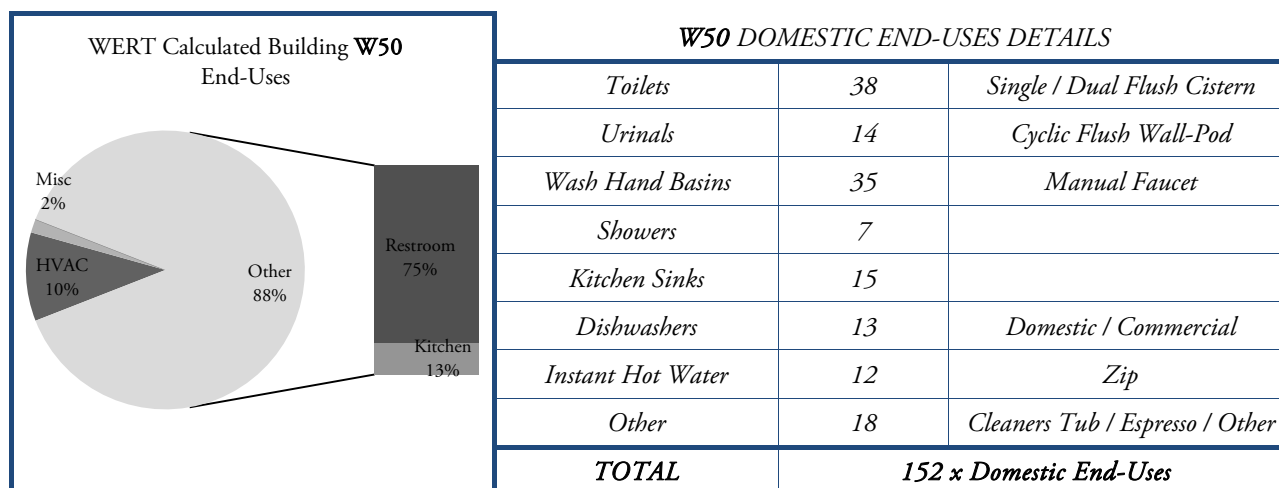 WERT Calculated Building W50
End-Uses
Misc
2%
HVAC
10%
Other
88%
Restroom
75%
Kitchen
13%
W50 DOMESTIC END-USES DETAILS
Toilets 38 Single / Dual Flush Cistern
Urinals 14 Cyclic Flush Wall-Pod
Wash Hand Basins 35 Manual Faucet
Showers 7
Kitchen Sinks 15
Dishwashers 13 Domestic / Commercial
Instant Hot Water 12 Zip
Other 18 Cleaners Tub / Espresso / Other
TOTAL 152 x Domestic End-Uses